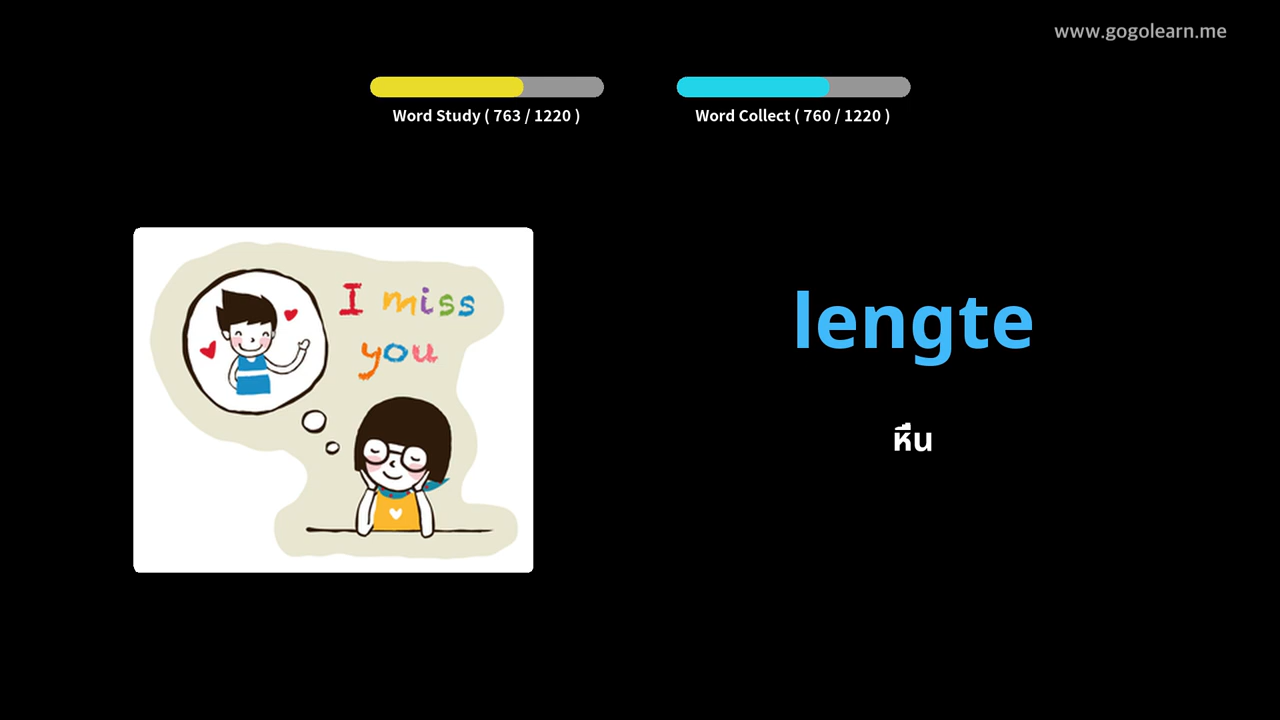 www.gogolearn.me
Word Study ( 763 / 1220 )
Word Collect ( 760 / 1220 )
I miss
you
lengte
หื่น